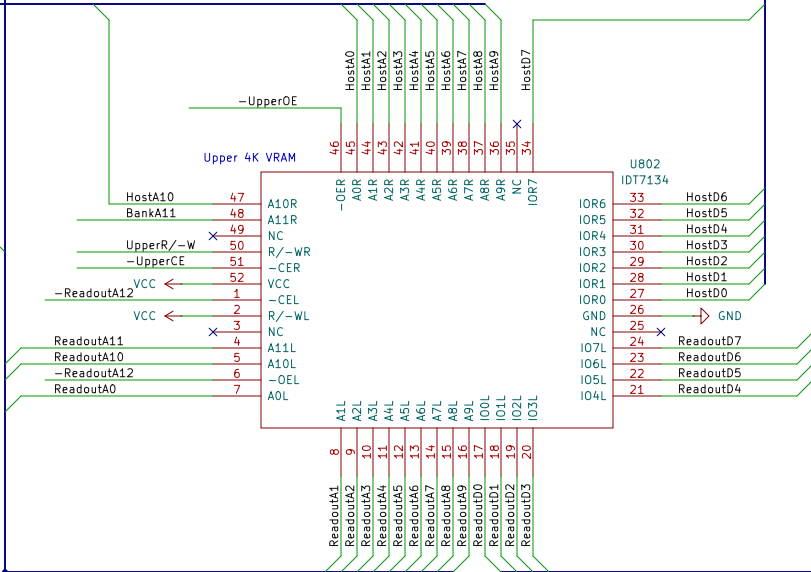 HostA0
HostA1
HostA2
HostA3
HostA4
HostA5
HostA6
HostA7
HostA8
HostA9
HostD7
-UpperOE
46
45
44
43
42
41
40
39
38
37
36
35
34
Upper 4K VRAM
U802
IDT7134
-OER
A0R
A1R
A2R
A3R
A4R
A5R
A6R
A7R
A8R
A9R
NC
IOR7
HostA10 47 A10R
BankA11 48 A11R
49 NC
UpperR/-W 50 R/-WR
-UpperCE 51 -CER
VCC 52 VCC
-ReadoutA12 1 -CEL
VCC 2 R/-WL
3 NC
ReadoutA11 4 A11L
ReadoutA10 5 A10L
-ReadoutA12 6 -OEL
ReadoutA0 7 A0L
IOR6 33 HostD6
IOR5 32 HostD5
IOR4 31 HostD4
IOR3 30 HostD3
IOR2 29 HostD2
IOR1 28 HostD1
IOR0 27 HostD0
GND 26 GND
NC 25
IO7L 24 ReadoutD7
IO6L 23 ReadoutD6
IO5L 22 ReadoutD5
IO4L 21 ReadoutD4
A1L
A2L
A3L
A4L
A5L
A6L
A7L
A8L
A9L
IO0L
IO1L
IO2L
IO3L
8
9
10
11
12
13
14
15
16
17
18
19
20
ReadoutA1
ReadoutA2
ReadoutA3
ReadoutA4
ReadoutA5
ReadoutA6
ReadoutA7
ReadoutA8
ReadoutA9
ReadoutD0
ReadoutD1
ReadoutD2
ReadoutD3